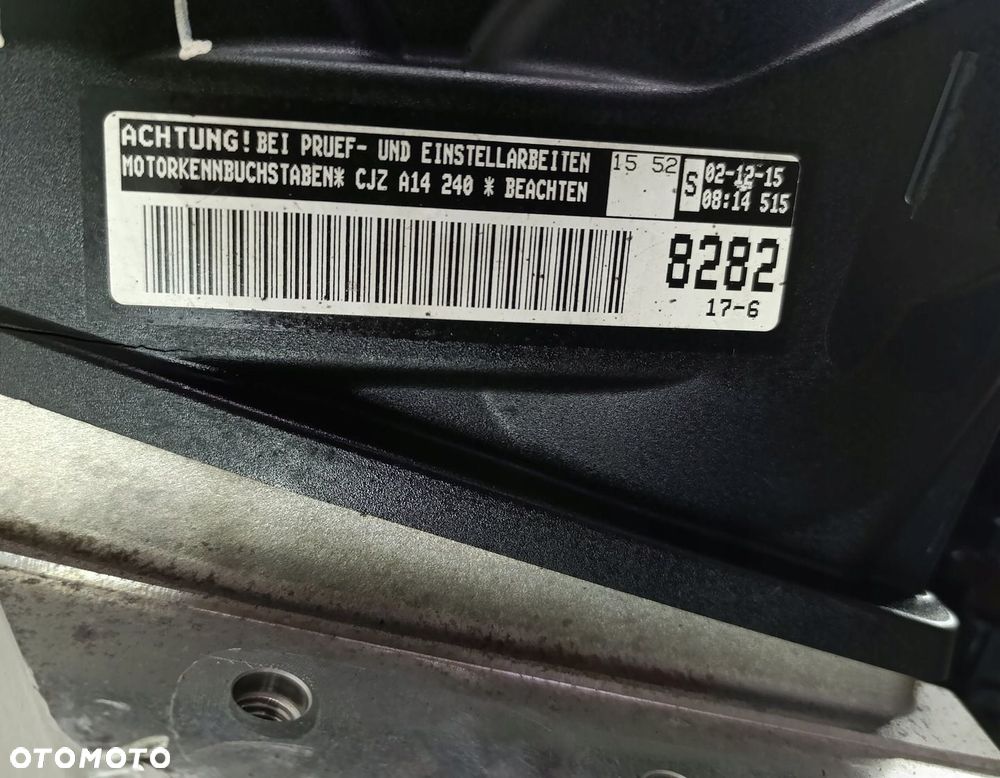 ACHTUNG! BEI PRUEF- UND EINSTELLARBEITEN
MOTORKENNBUCHSTABEN* CJZ A14 240 * BEACHTEN
15 52
S
02-12-15
08:14 515
8282
17-6
OTOMOTO